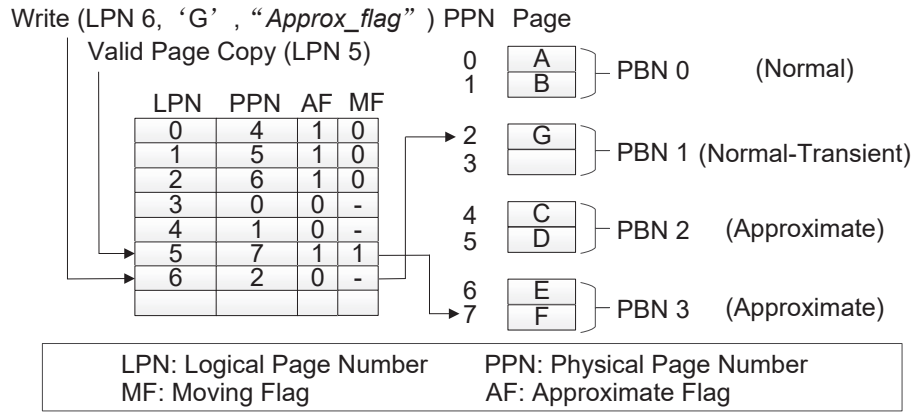 Write (LPN 6, ‘G’ , “Approx_flag” ) PPN Page
Valid Page Copy (LPN 5)
LPN PPN AF MF
0 4 1 0
1 5 1 0
2 6 1 0
3 0 0 -
4 1 0 -
5 7 1 1
6 2 0 -
0 A
1 B
PBN 0 (Normal)
2 G
3
PBN 1 (Normal-Transient)
4 C
5 D
PBN 2 (Approximate)
6 E
7 F
PBN 3 (Approximate)
LPN: Logical Page Number PPN: Physical Page Number
MF: Moving Flag AF: Approximate Flag